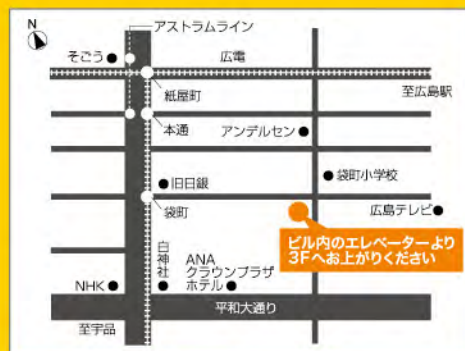 N
アストラムライン
そごう
広電
紙屋町
至広島駅
本通
アンデルセン
旧日銀
袋町小学校
袋町
広島テレビ
ビル内のエレベーターより
3Fへお上がりください
白神社
ANA
クラウンプラザ
ホテル
NHK
平和大通り
至宇品